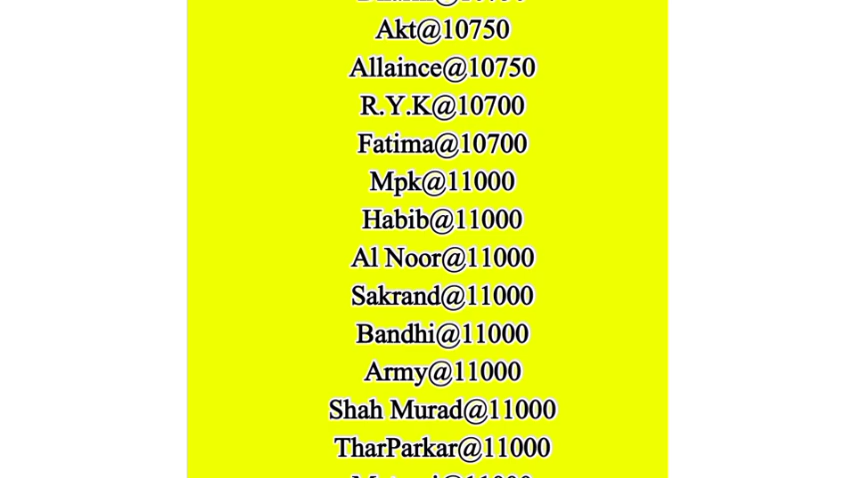 Akt@10750
Allaince@10750
R.Y.K@10700
Fatima@10700
Mpk@11000
Habib@11000
Al Noor@11000
Sakrand@11000
Bandhi@11000
Army@11000
Shah Murad@11000
TharParkar@11000